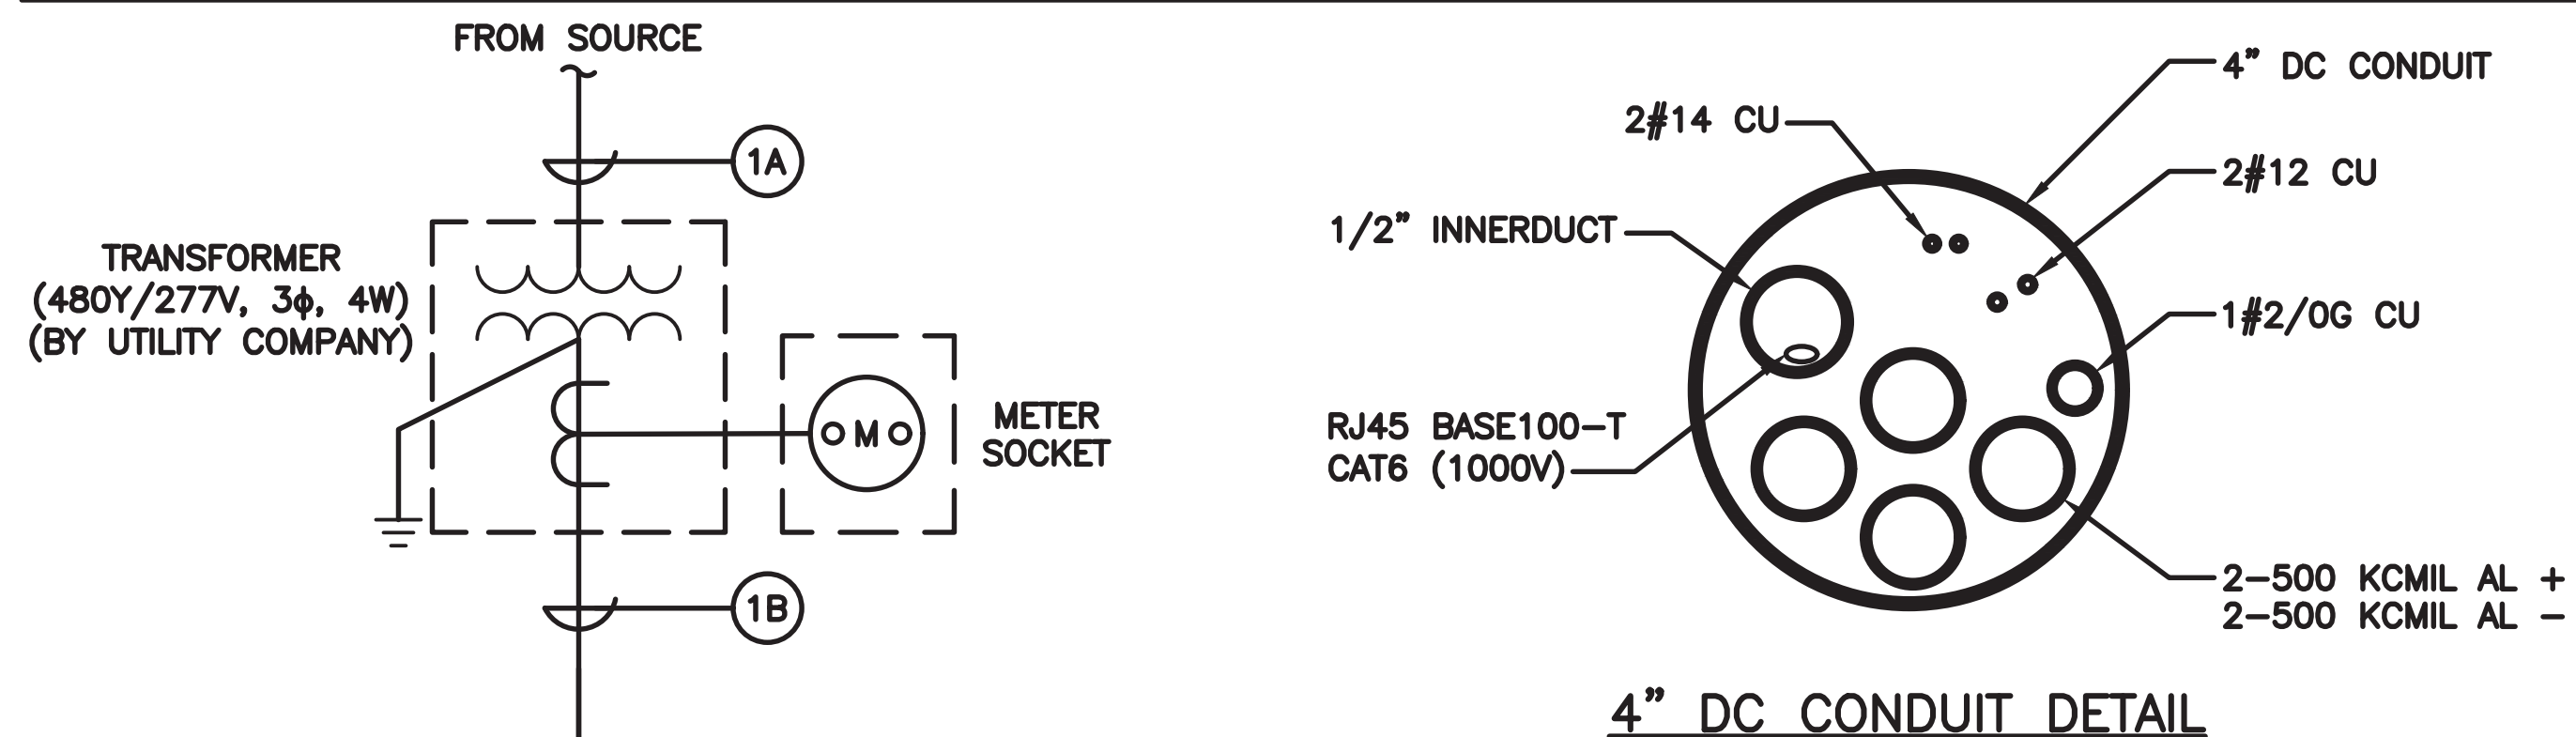 FROM SOURCE
1A
TRANSFORMER
(480Y/277V, 3ϕ, 4W)
(BY UTILITY COMPANY)
M
METER
SOCKET
1B
4” DC CONDUIT
2#14 CU
2#12 CU
1/2” INNERDUCT
1#2/0G CU
RJ45 BASE100-T
CAT6 (1000V)
2-500 KCMIL AL +
2-500 KCMIL AL -
4” DC CONDUIT DETAIL